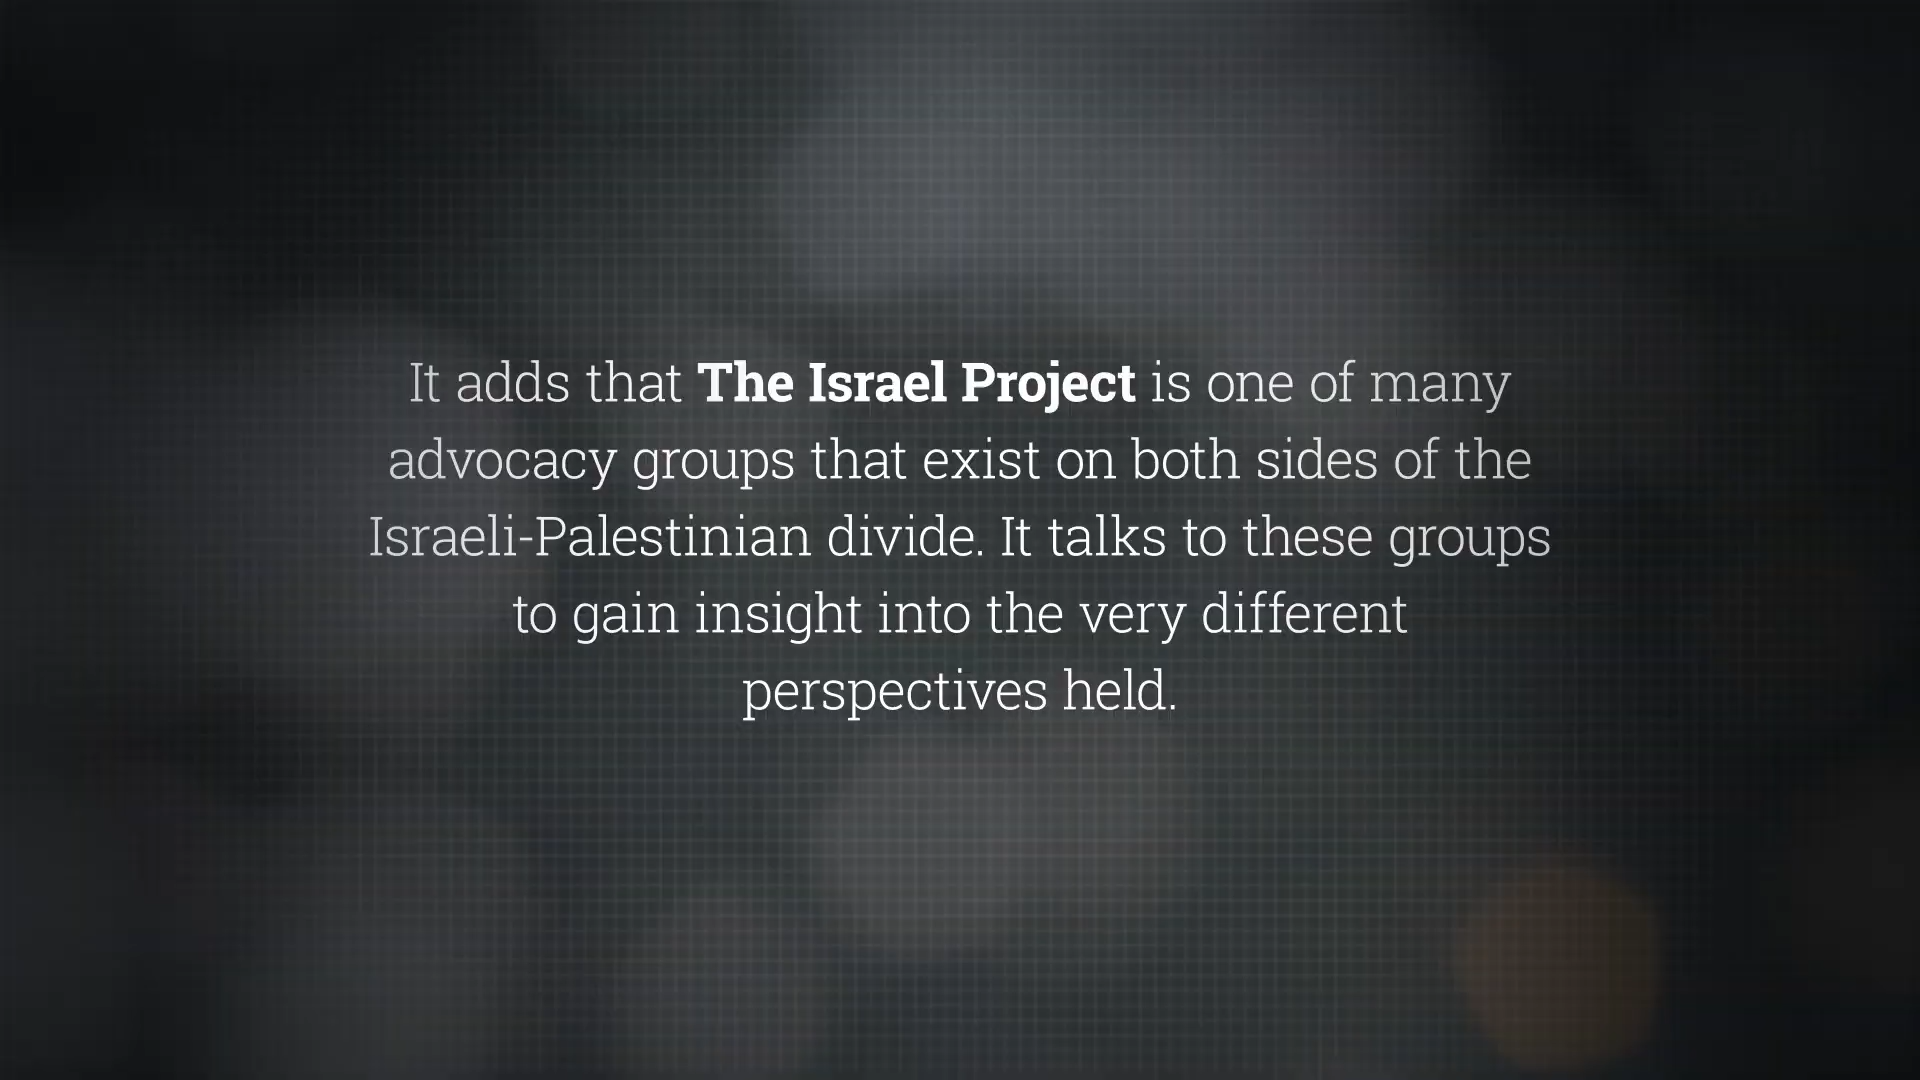 It adds that The Israel Project is one of many
advocacy groups that exist on both sides of the
Israeli-Palestinian divide. It talks to these groups
to gain insight into the very different
perspectives held.